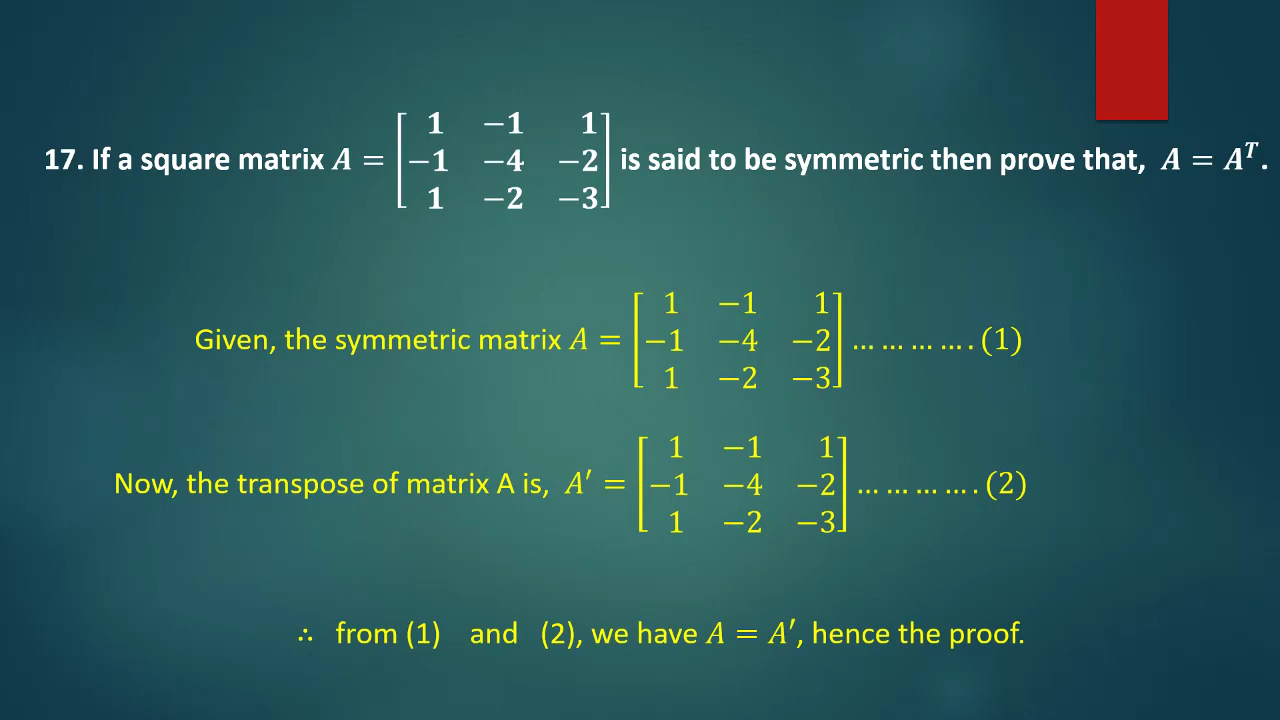 17. If a square matrix A = [1 −1 1; −1 −4 −2; 1 −2 −3] is said to be symmetric then prove that, A = A^T.
Given, the symmetric matrix A = [1 −1 1; −1 −4 −2; 1 −2 −3] … … … … . (1)
Now, the transpose of matrix A is, A′ = [1 −1 1; −1 −4 −2; 1 −2 −3] … … … … . (2)
∴ from (1) and (2), we have A = A′, hence the proof.